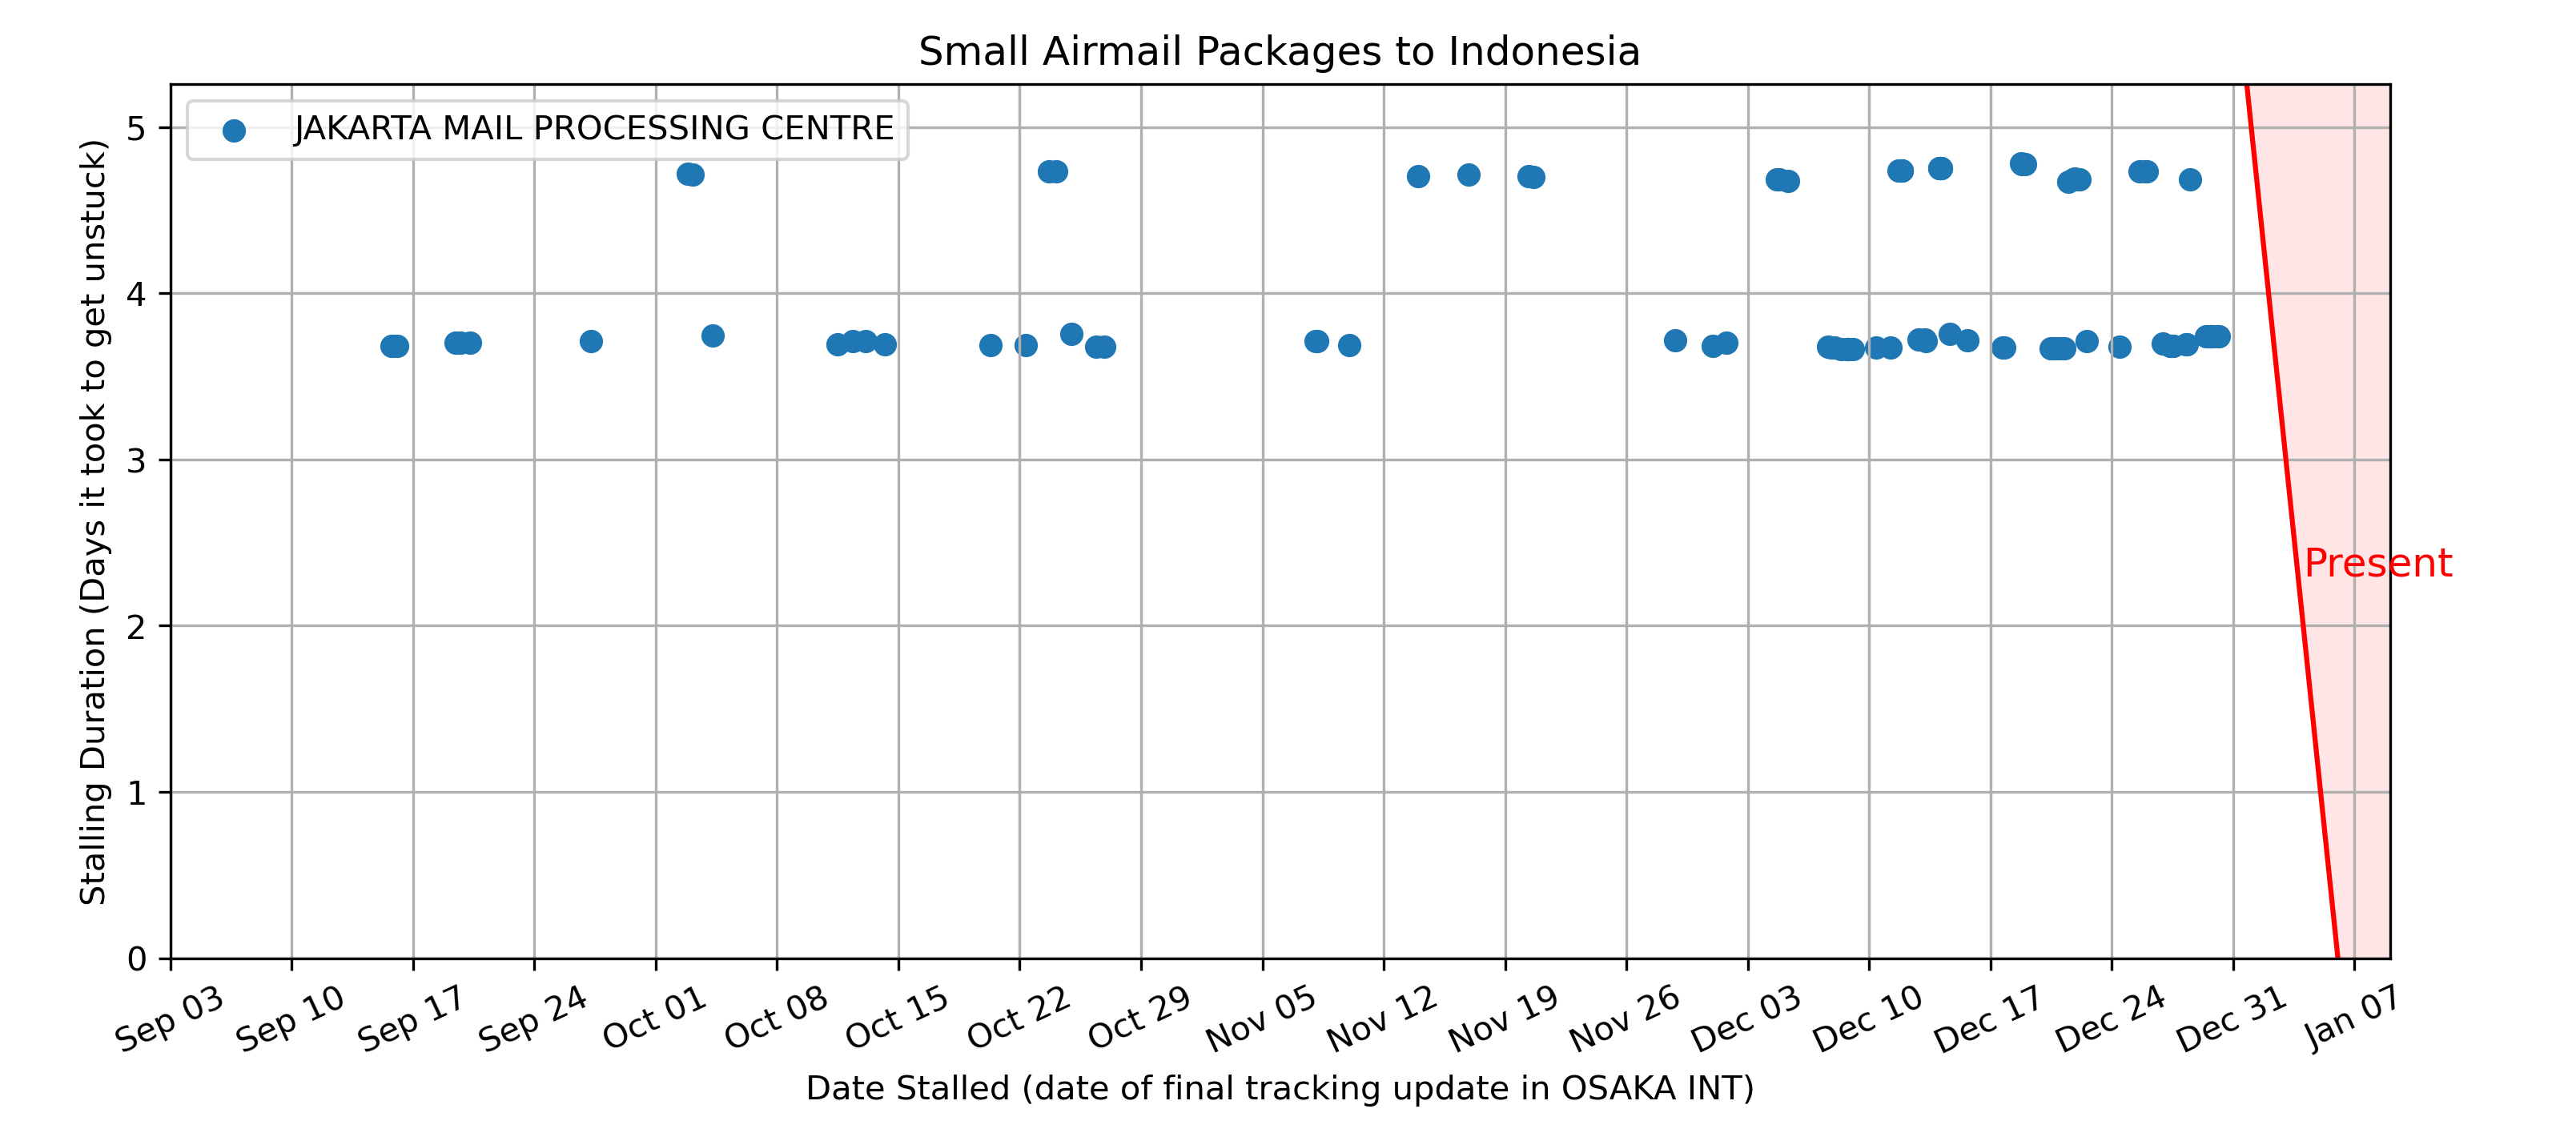 Small Airmail Packages to Indonesia
JAKARTA MAIL PROCESSING CENTRE
Stalling Duration (Days it took to get unstuck)
5
4
3
2
1
0
Present
Sep 03
Sep 10
Sep 17
Sep 24
Oct 01
Oct 08
Oct 15
Oct 22
Oct 29
Nov 05
Nov 12
Nov 19
Nov 26
Dec 03
Dec 10
Dec 17
Dec 24
Dec 31
Jan 07
Date Stalled (date of final tracking update in OSAKA INT)